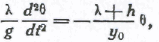 λ/g d²θ/dt² = − λ + h/y₀ θ,